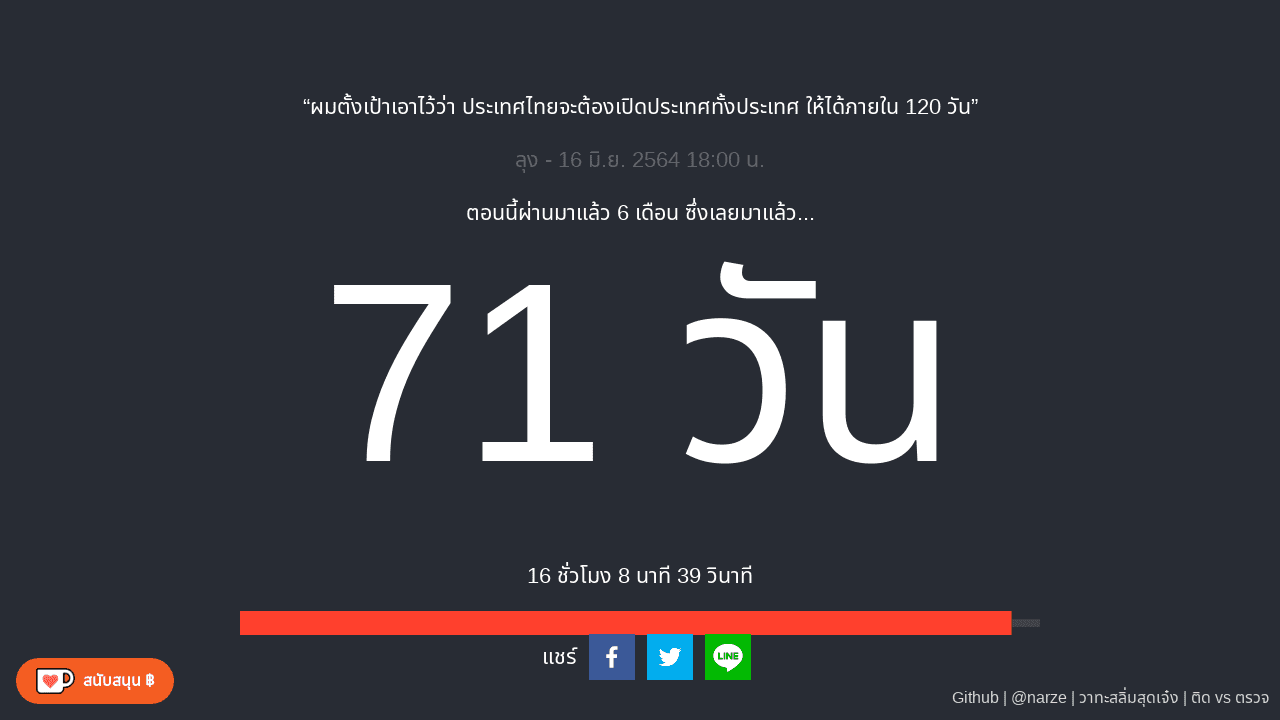 “ผมตั้งเป้าเอาไว้ว่า ประเทศไทยจะต้องเปิดประเทศทั้งประเทศ ให้ได้ภายใน 120 วัน”
ลุง - 16 มิ.ย. 2564 18:00 น.
ตอนนี้ผ่านมาแล้ว 6 เดือน ซึ่งเลยมาแล้ว...
71 วัน
16 ชั่วโมง 8 นาที 39 วินาที
แชร์
LINE
สนับสนุน ฿
Github | @narze | วาทะสลิ่มสุดเจ๋ง | ติด vs ตรวจ